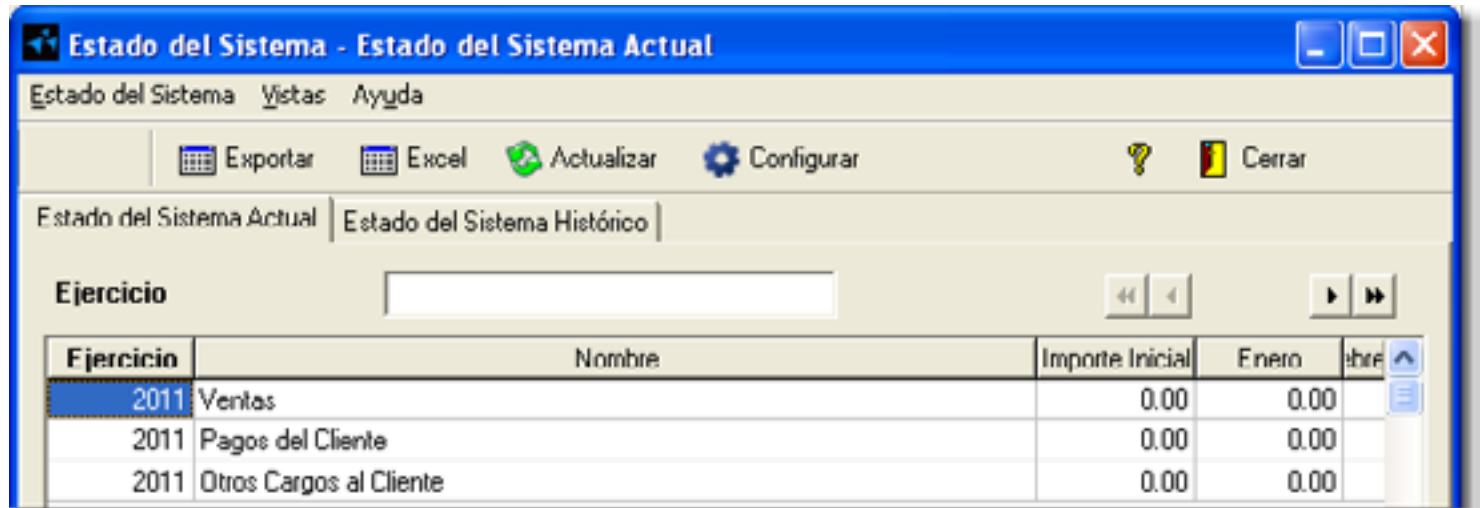 Estado del Sistema - Estado del Sistema Actual
Estado del Sistema Vistas Ayuda
Exportar Excel Actualizar Configurar Cerrar
Estado del Sistema Actual Estado del Sistema Histórico
Ejercicio
Ejercicio Nombre Importe Inicial Enero
2011 Ventas 0.00 0.00
2011 Pagos del Cliente 0.00 0.00
2011 Otros Cargos al Cliente 0.00 0.00